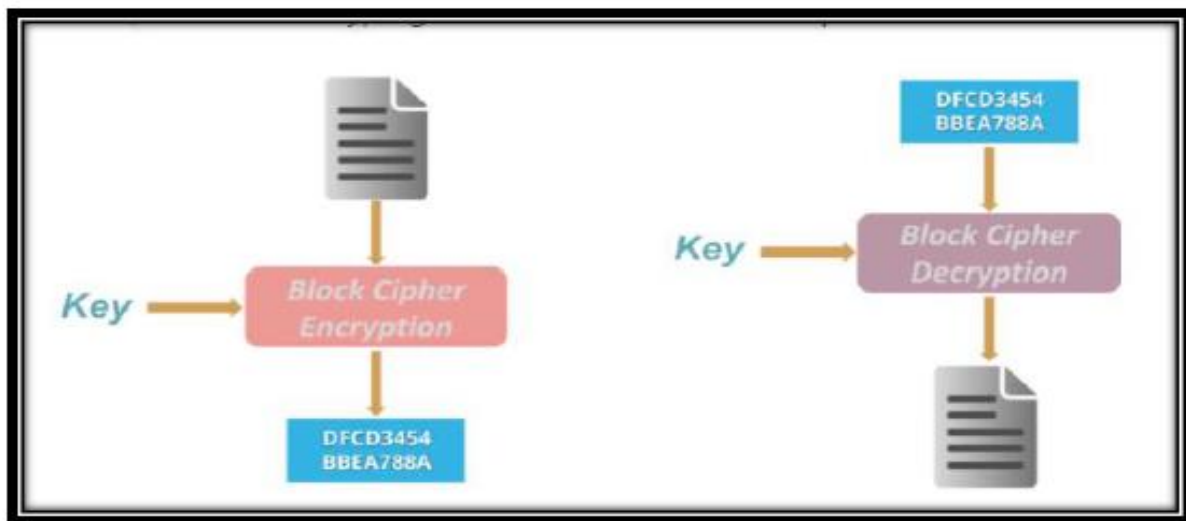 Key
Block Cipher
Encryption
DFCD3454
BBEA788A
DFCD3454
BBEA788A
Key
Block Cipher
Decryption